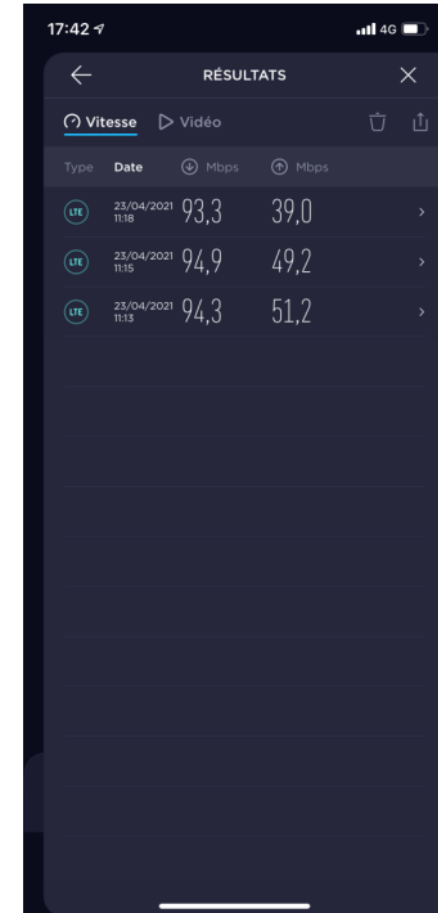 17:42 4G
RÉSULTATS
Vitesse Vidéo
Type Date Mbps Mbps
LTE 23/04/2021 11:18 93,3 39,0
LTE 23/04/2021 11:15 94,9 49,2
LTE 23/04/2021 11:13 94,3 51,2